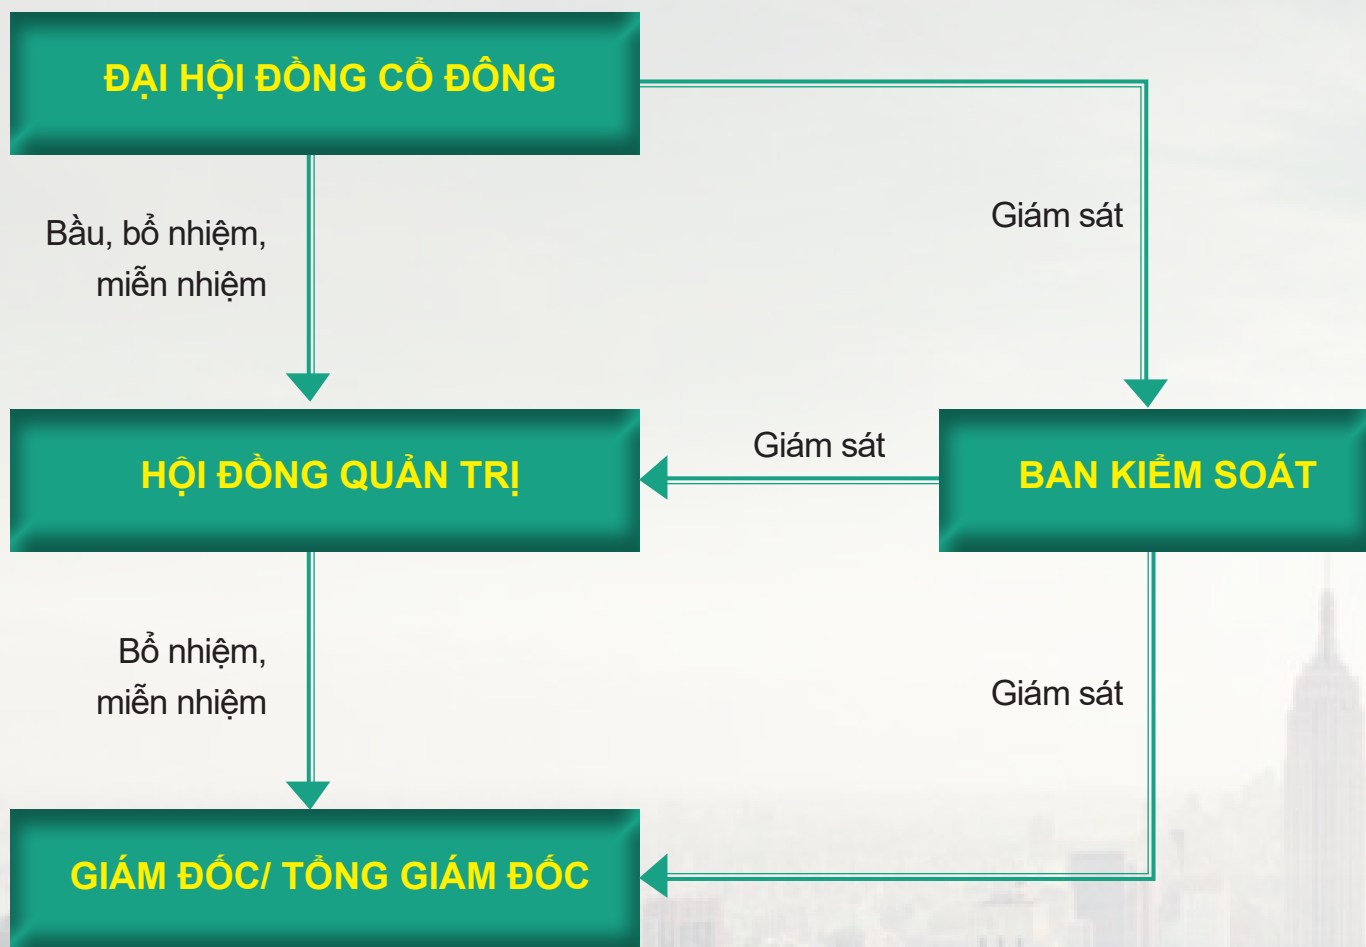 ĐẠI HỘI ĐỒNG CỔ ĐÔNG
Bầu, bổ nhiệm,
miễn nhiệm
Giám sát
HỘI ĐỒNG QUẢN TRỊ
Giám sát
BAN KIỂM SOÁT
Bổ nhiệm,
miễn nhiệm
Giám sát
GIÁM ĐỐC/ TỔNG GIÁM ĐỐC